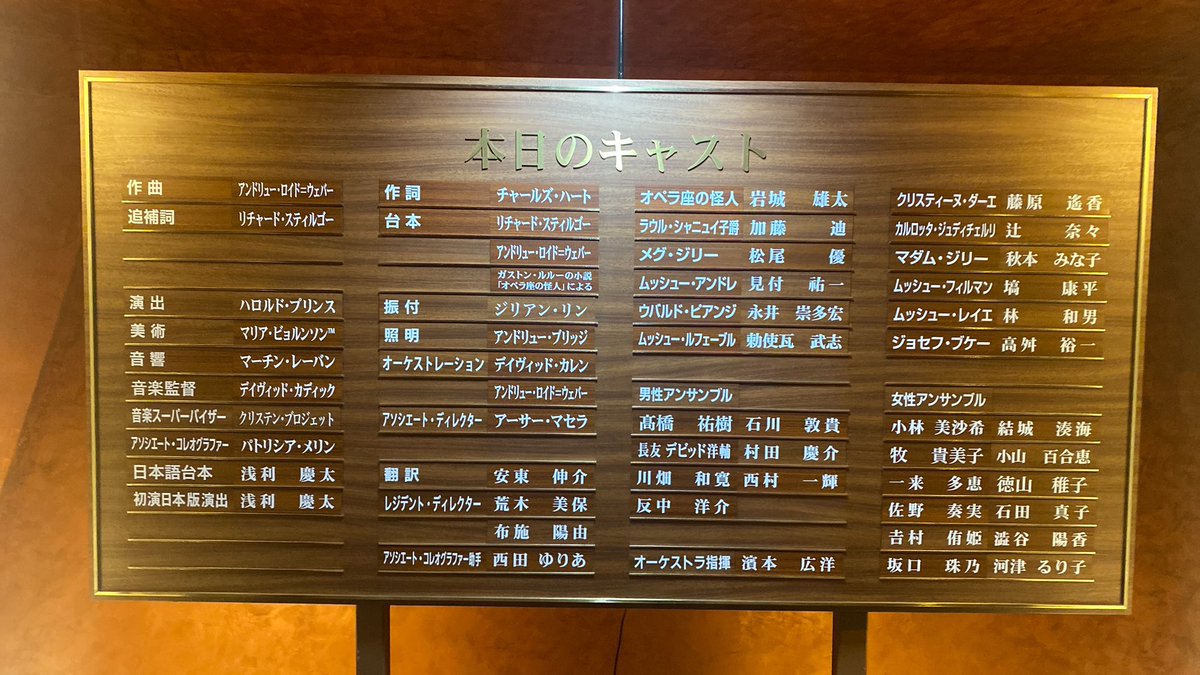 本日のキャスト
作曲 アンドリュー・ロイド=ウェバー
追補詞 リチャード・スティルゴー
演出 ハロルド・プリンス
美術 マリア・ビョルンソン™
音響 マーチン・レーバン
音楽監督 デイヴィッド・カディック
音楽スーパーバイザー クリステン・ブロジェット
アソシエート・コレオグラファー パトリシア・メリン
日本語台本 浅利 慶太
初演日本版演出 浅利 慶太
作詞 チャールズ・ハート
台本 リチャード・スティルゴー
アンドリュー・ロイド=ウェバー
ガストン・ルルーの小説
「オペラ座の怪人」による
振付 ジリアン・リン
照明 アンドリュー・ブリッジ
オーケストレーション デイヴィッド・カレン
アンドリュー・ロイド=ウェバー
アソシエート・ディレクター アーサー・マセラ
翻訳 安東 伸介
レジデント・ディレクター 荒木 美保
布施 陽由
アソシエート・コレオグラファー助手 西田 ゆりあ
オペラ座の怪人 岩城 雄太
ラウル・シャニュイ子爵 加藤 迪
メグ・ジリー 松尾 優
ムッシュー・アンドレ 見付 祐一
ウバルド・ピアンジ 永井 崇多宏
ムッシュー・ルフェーブル 勅使瓦 武志
男性アンサンブル
髙橋 祐樹 石川 敦貴
長友 デビッド洋輔 村田 慶介
川畑 和寛 西村 一輝
反中 洋介
オーケストラ指揮 濱本 広洋
クリスティーヌ・ダーエ 藤原 遙香
カルロッタ・ジュディチェルリ 辻 奈々
マダム・ジリー 秋本 みな子
ムッシュー・フィルマン 塙 康平
ムッシュー・レイエ 林 和男
ジョセフ・ブケー 高舛 裕一
女性アンサンブル
小林 美沙希 結城 湊海
牧 貴美子 小山 百合恵
一来 多恵 徳山 稚子
佐野 奏実 石田 真子
𠮷村 侑姫 澁谷 陽香
坂口 珠乃 河津 るり子